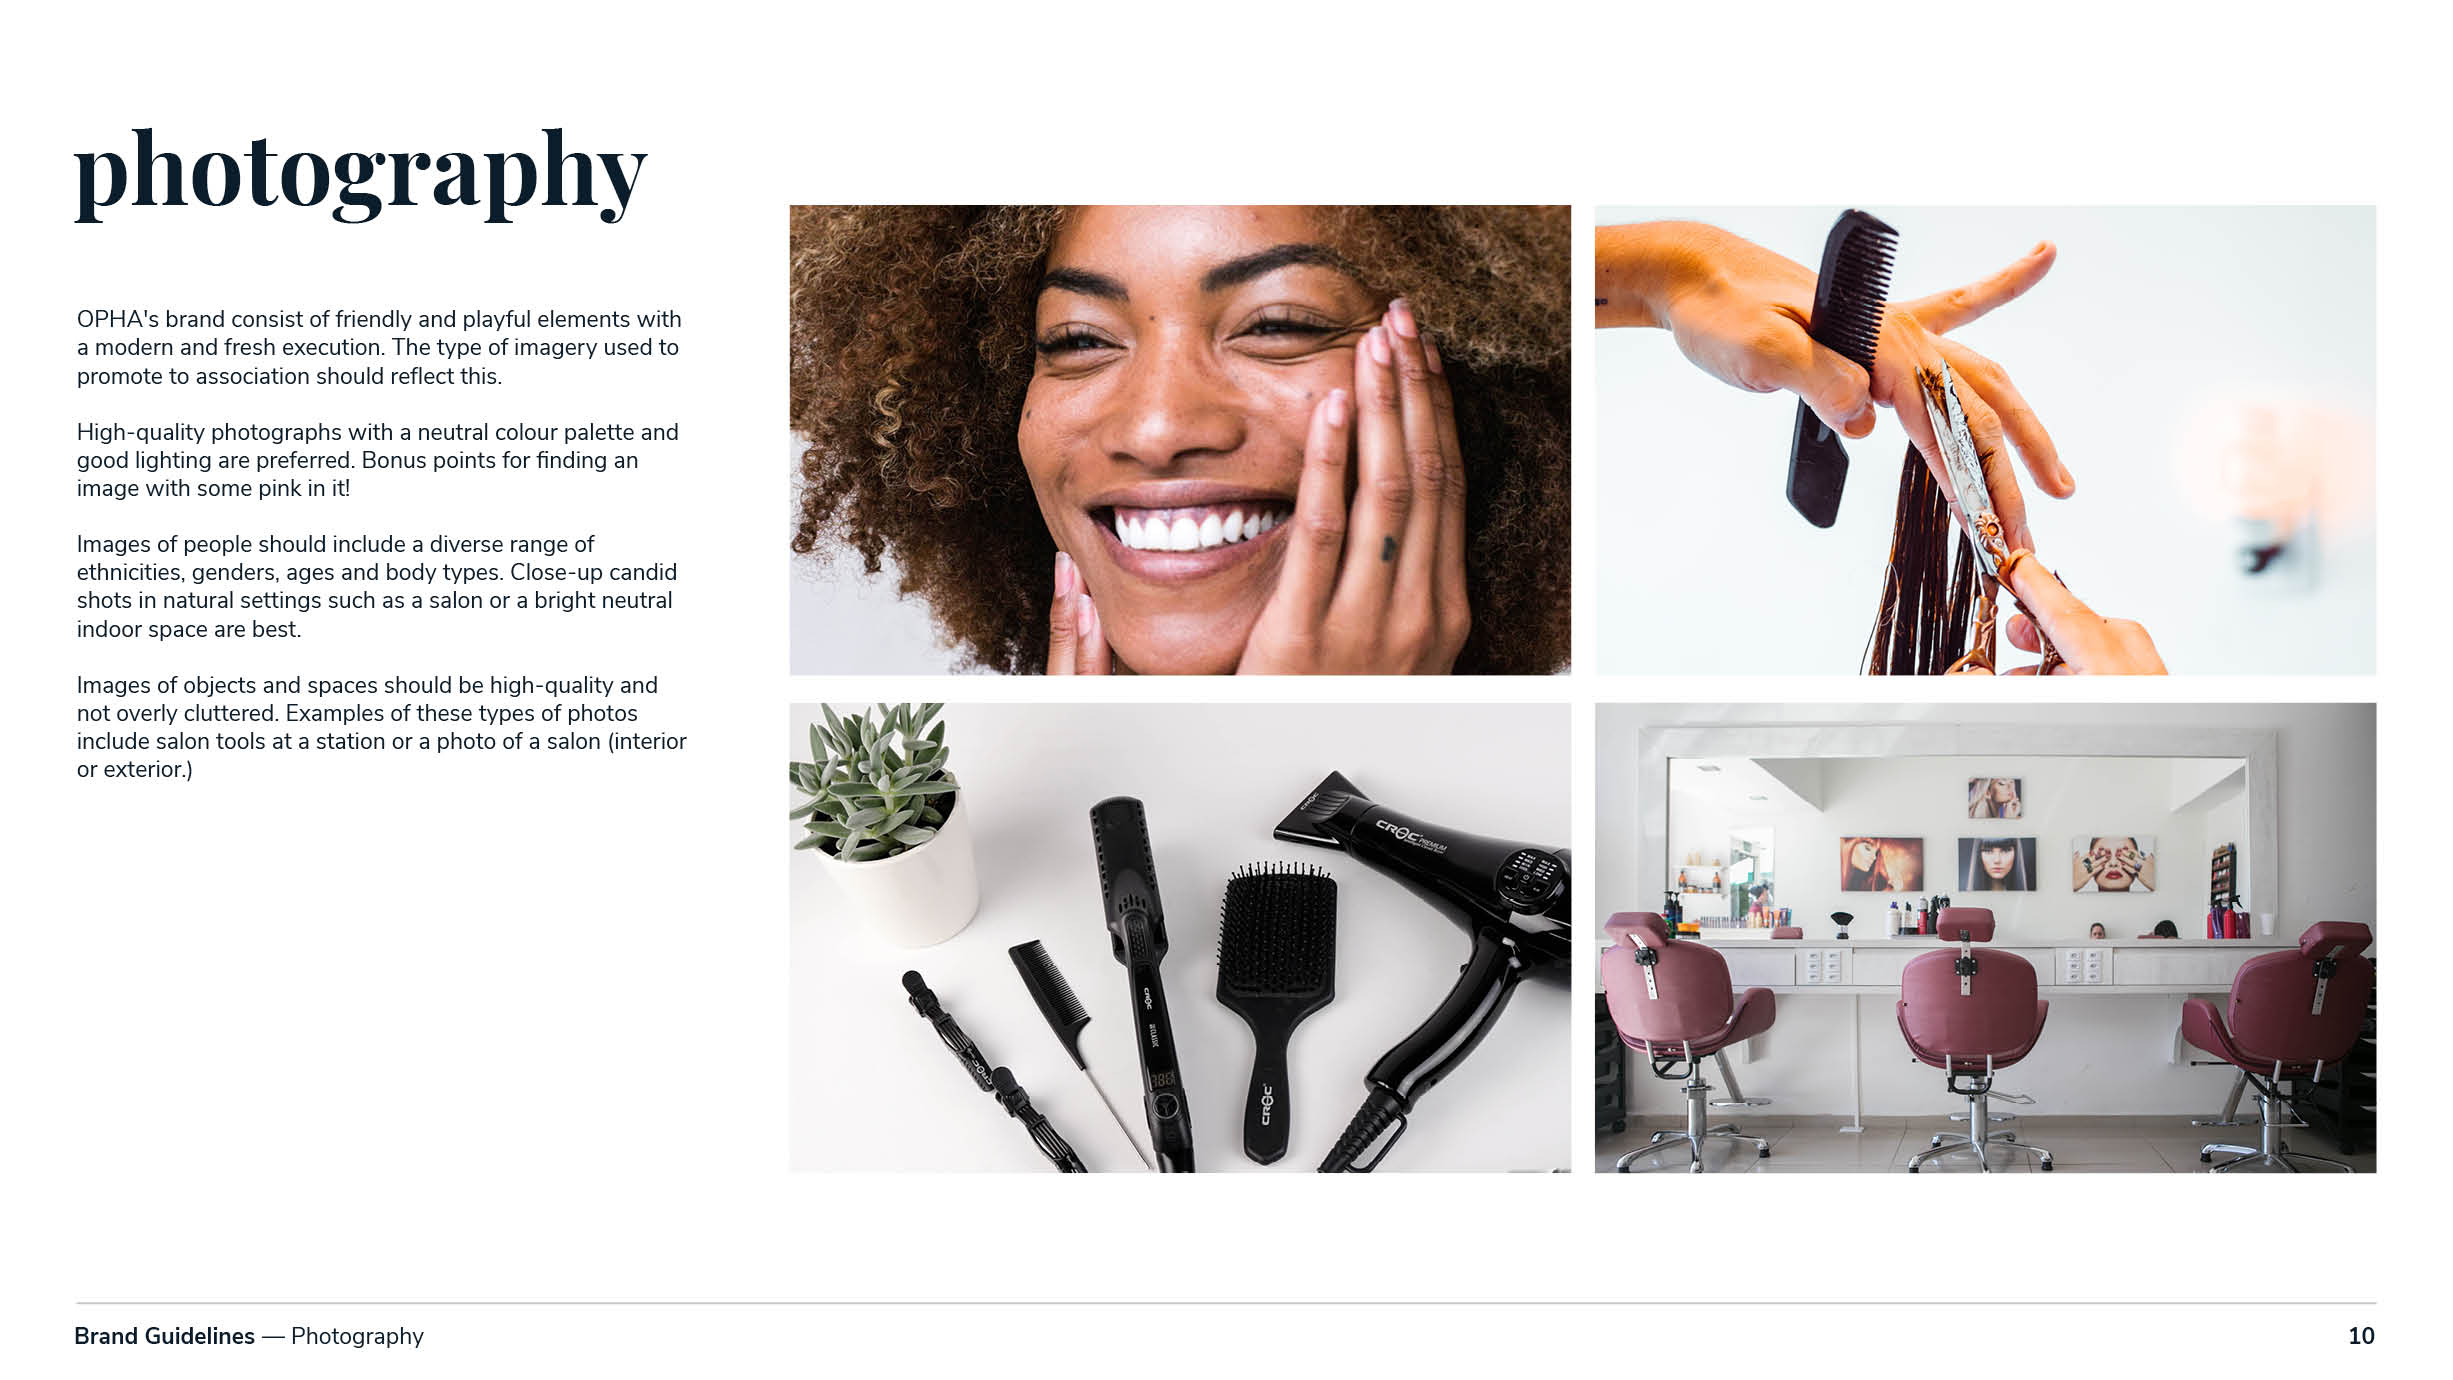 photography
OPHA's brand consist of friendly and playful elements with
a modern and fresh execution. The type of imagery used to
promote to association should reflect this.
High-quality photographs with a neutral colour palette and
good lighting are preferred. Bonus points for finding an
image with some pink in it!
Images of people should include a diverse range of
ethnicities, genders, ages and body types. Close-up candid
shots in natural settings such as a salon or a bright neutral
indoor space are best.
Images of objects and spaces should be high-quality and
not overly cluttered. Examples of these types of photos
include salon tools at a station or a photo of a salon (interior
or exterior.)
CROC
CROC PREMIUM
CROC
CROC
CROC
Brand Guidelines — Photography
10